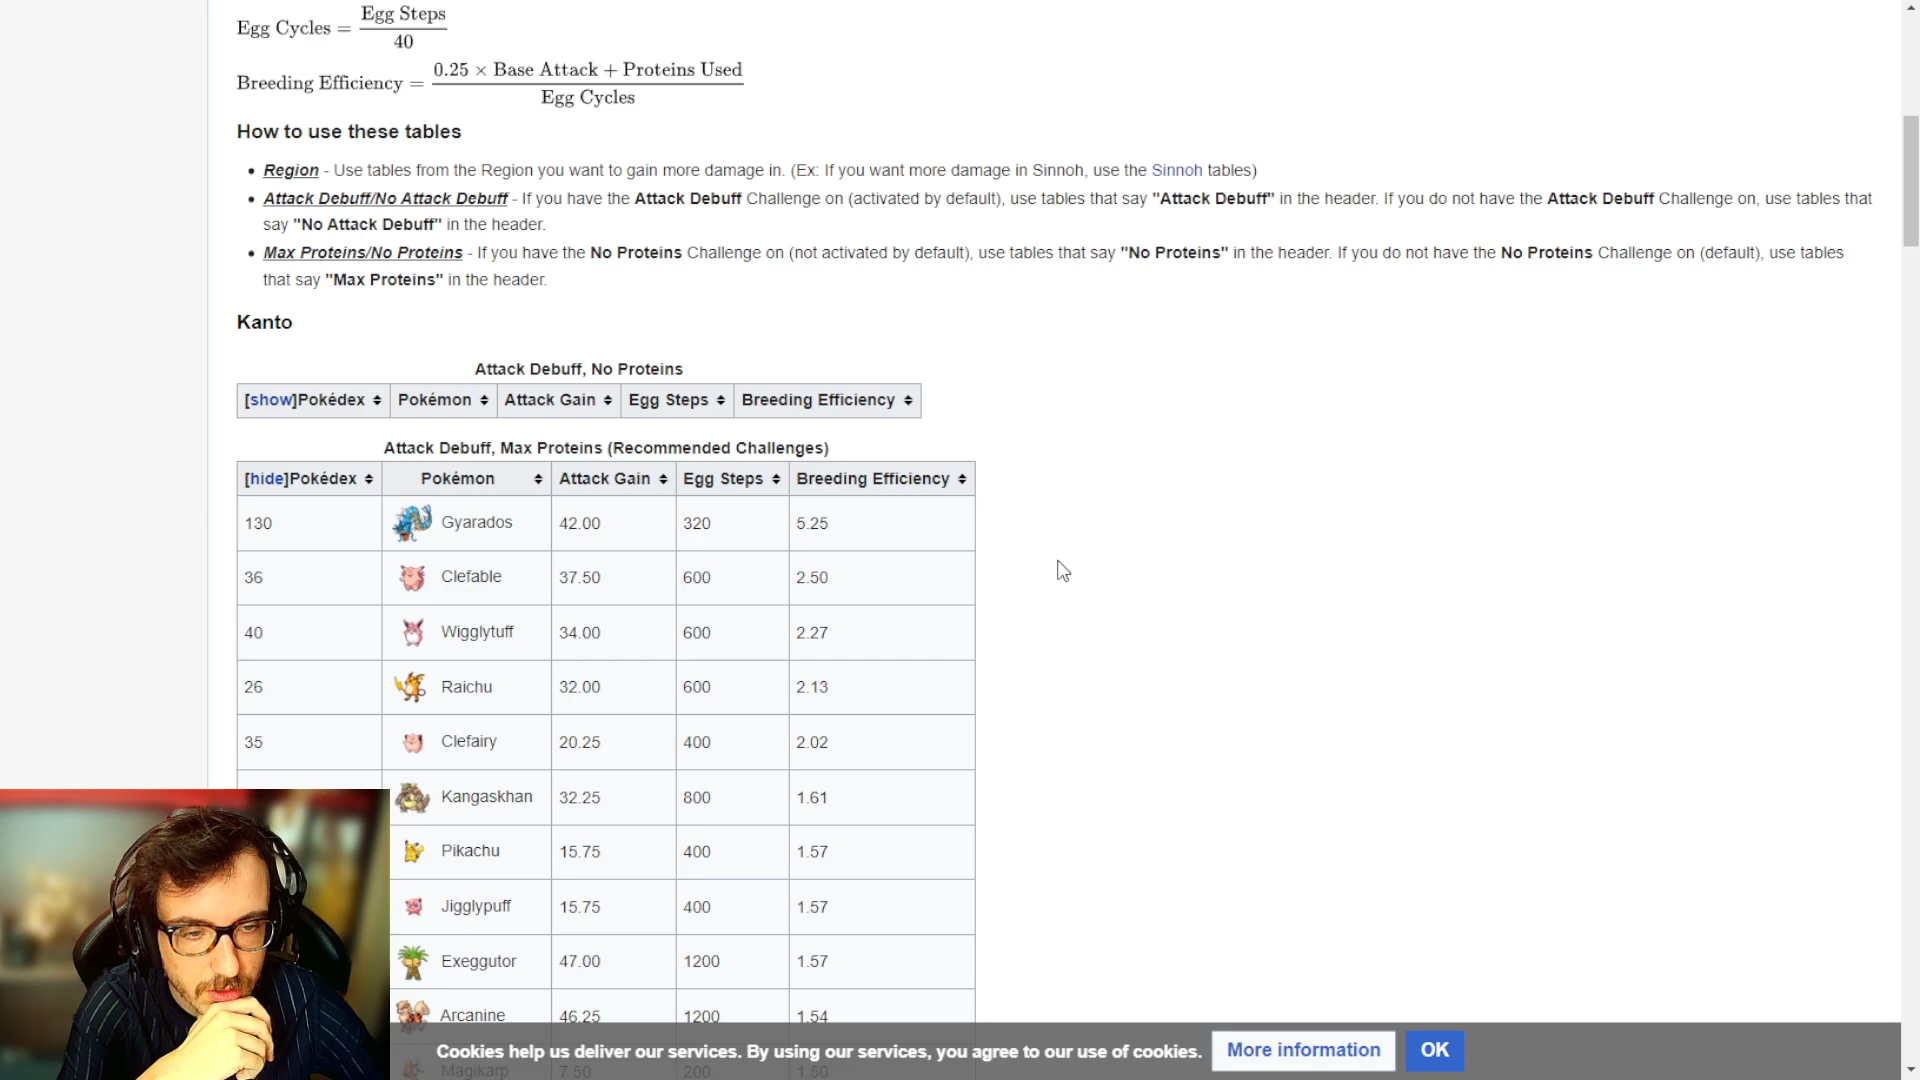 Egg Cycles = Egg Steps / 40
Breeding Efficiency = 0.25 × Base Attack + Proteins Used / Egg Cycles
How to use these tables
• Region - Use tables from the Region you want to gain more damage in. (Ex: If you want more damage in Sinnoh, use the Sinnoh tables)
• Attack Debuff/No Attack Debuff - If you have the Attack Debuff Challenge on (activated by default), use tables that say "Attack Debuff" in the header. If you do not have the Attack Debuff Challenge on, use tables that
say "No Attack Debuff" in the header.
• Max Proteins/No Proteins - If you have the No Proteins Challenge on (not activated by default), use tables that say "No Proteins" in the header. If you do not have the No Proteins Challenge on (default), use tables
that say "Max Proteins" in the header.
Kanto
Attack Debuff, No Proteins
[show]Pokédex Pokémon Attack Gain Egg Steps Breeding Efficiency
Attack Debuff, Max Proteins (Recommended Challenges)
[hide]Pokédex Pokémon Attack Gain Egg Steps Breeding Efficiency
130 Gyarados 42.00 320 5.25
36 Clefable 37.50 600 2.50
40 Wigglytuff 34.00 600 2.27
26 Raichu 32.00 600 2.13
35 Clefairy 20.25 400 2.02
Kangaskhan 32.25 800 1.61
Pikachu 15.75 400 1.57
Jigglypuff 15.75 400 1.57
Exeggutor 47.00 1200 1.57
Arcanine 46.25 1200 1.54
Cookies help us deliver our services. By using our services, you agree to our use of cookies. More information OK
Magikarp 7.50 200 1.50